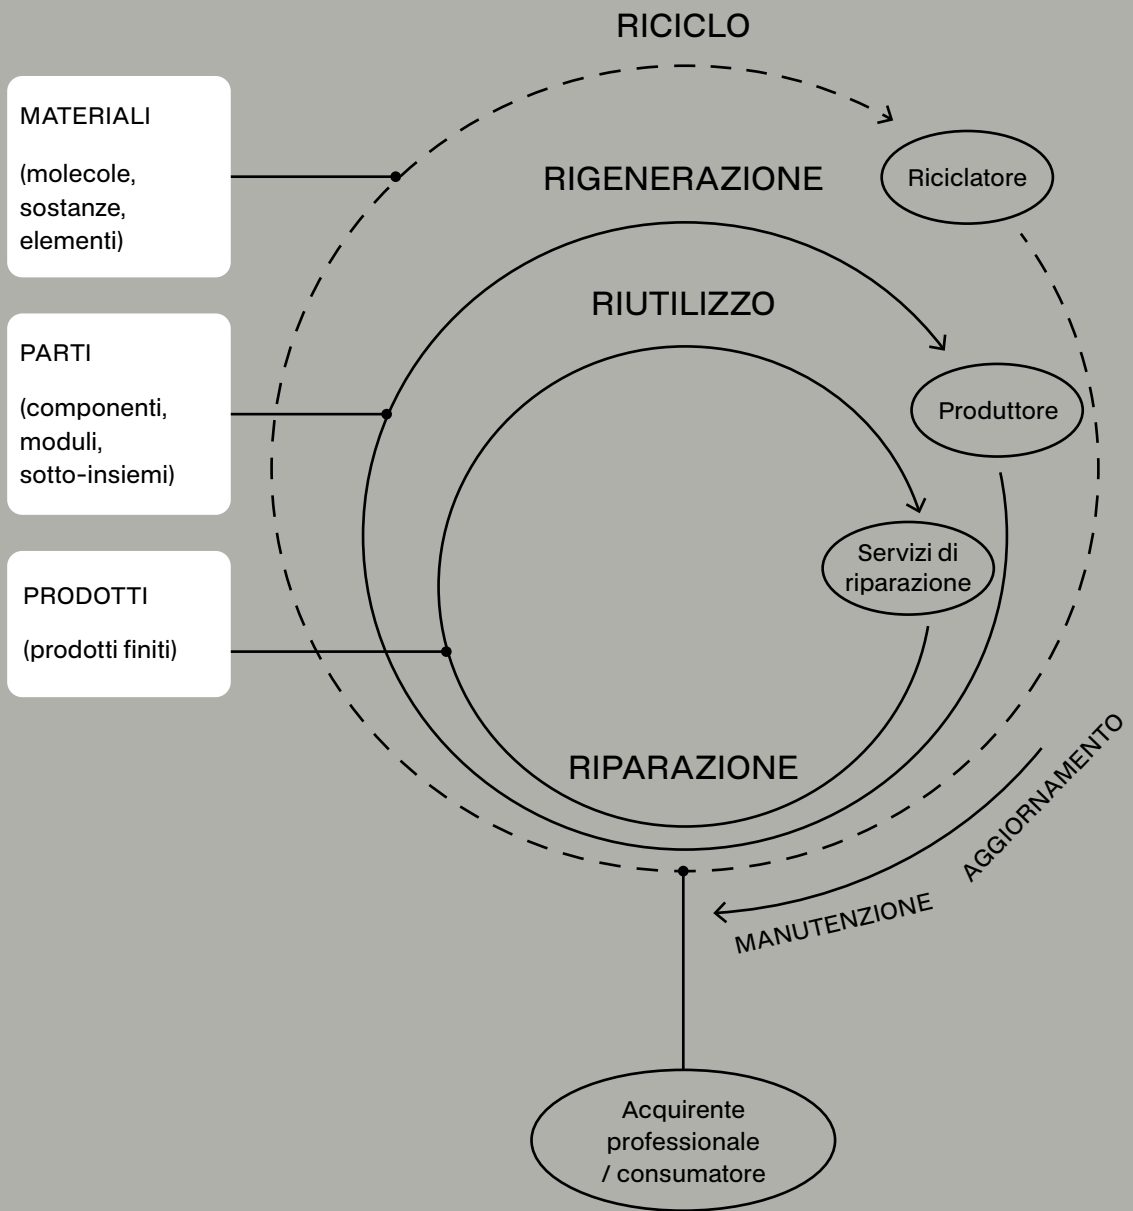 RICICLO
MATERIALI
(molecole,
sostanze,
elementi)
RIGENERAZIONE
Riciclatore
RIUTILIZZO
PARTI
(componenti,
moduli,
sotto-insiemi)
Produttore
Servizi di
riparazione
PRODOTTI
(prodotti finiti)
RIPARAZIONE
AGGIORNAMENTO
MANUTENZIONE
Acquirente
professionale
/ consumatore